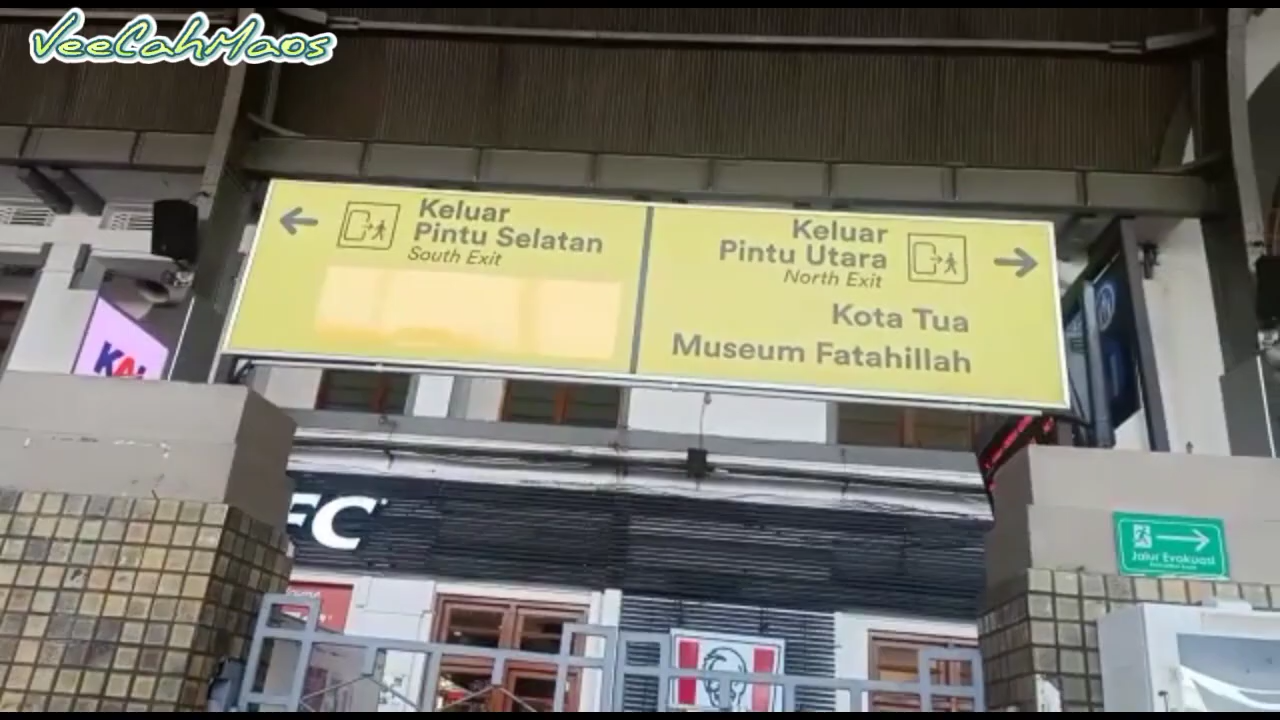 VeeCahMaos
Keluar
Pintu Selatan
South Exit
Keluar
Pintu Utara
North Exit
Kota Tua
Museum Fatahillah
KAI
FC
Jalur Evakuasi